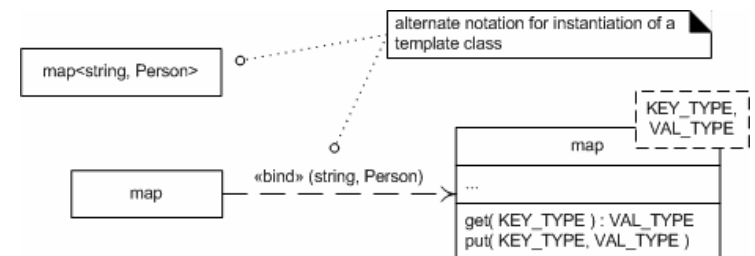 alternate notation for instantiation of a
template class
map<string, Person>
KEY_TYPE,
VAL_TYPE
map
«bind» (string, Person)
map
...
get( KEY_TYPE ) : VAL_TYPE
put( KEY_TYPE, VAL_TYPE )